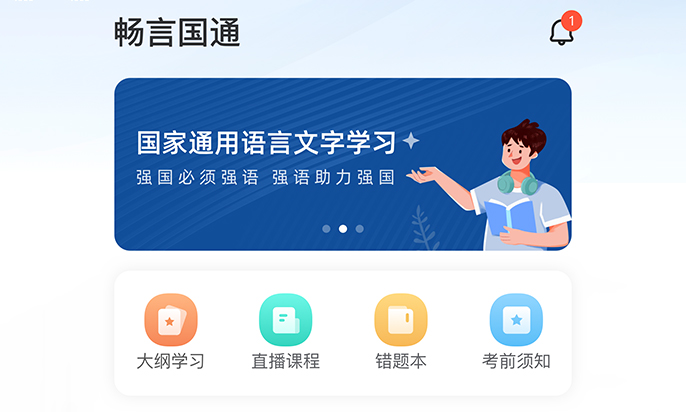 畅言国通
1
国家通用语言文字学习
强国必须强语 强语助力强国
大纲学习 直播课程 错题本 考前须知